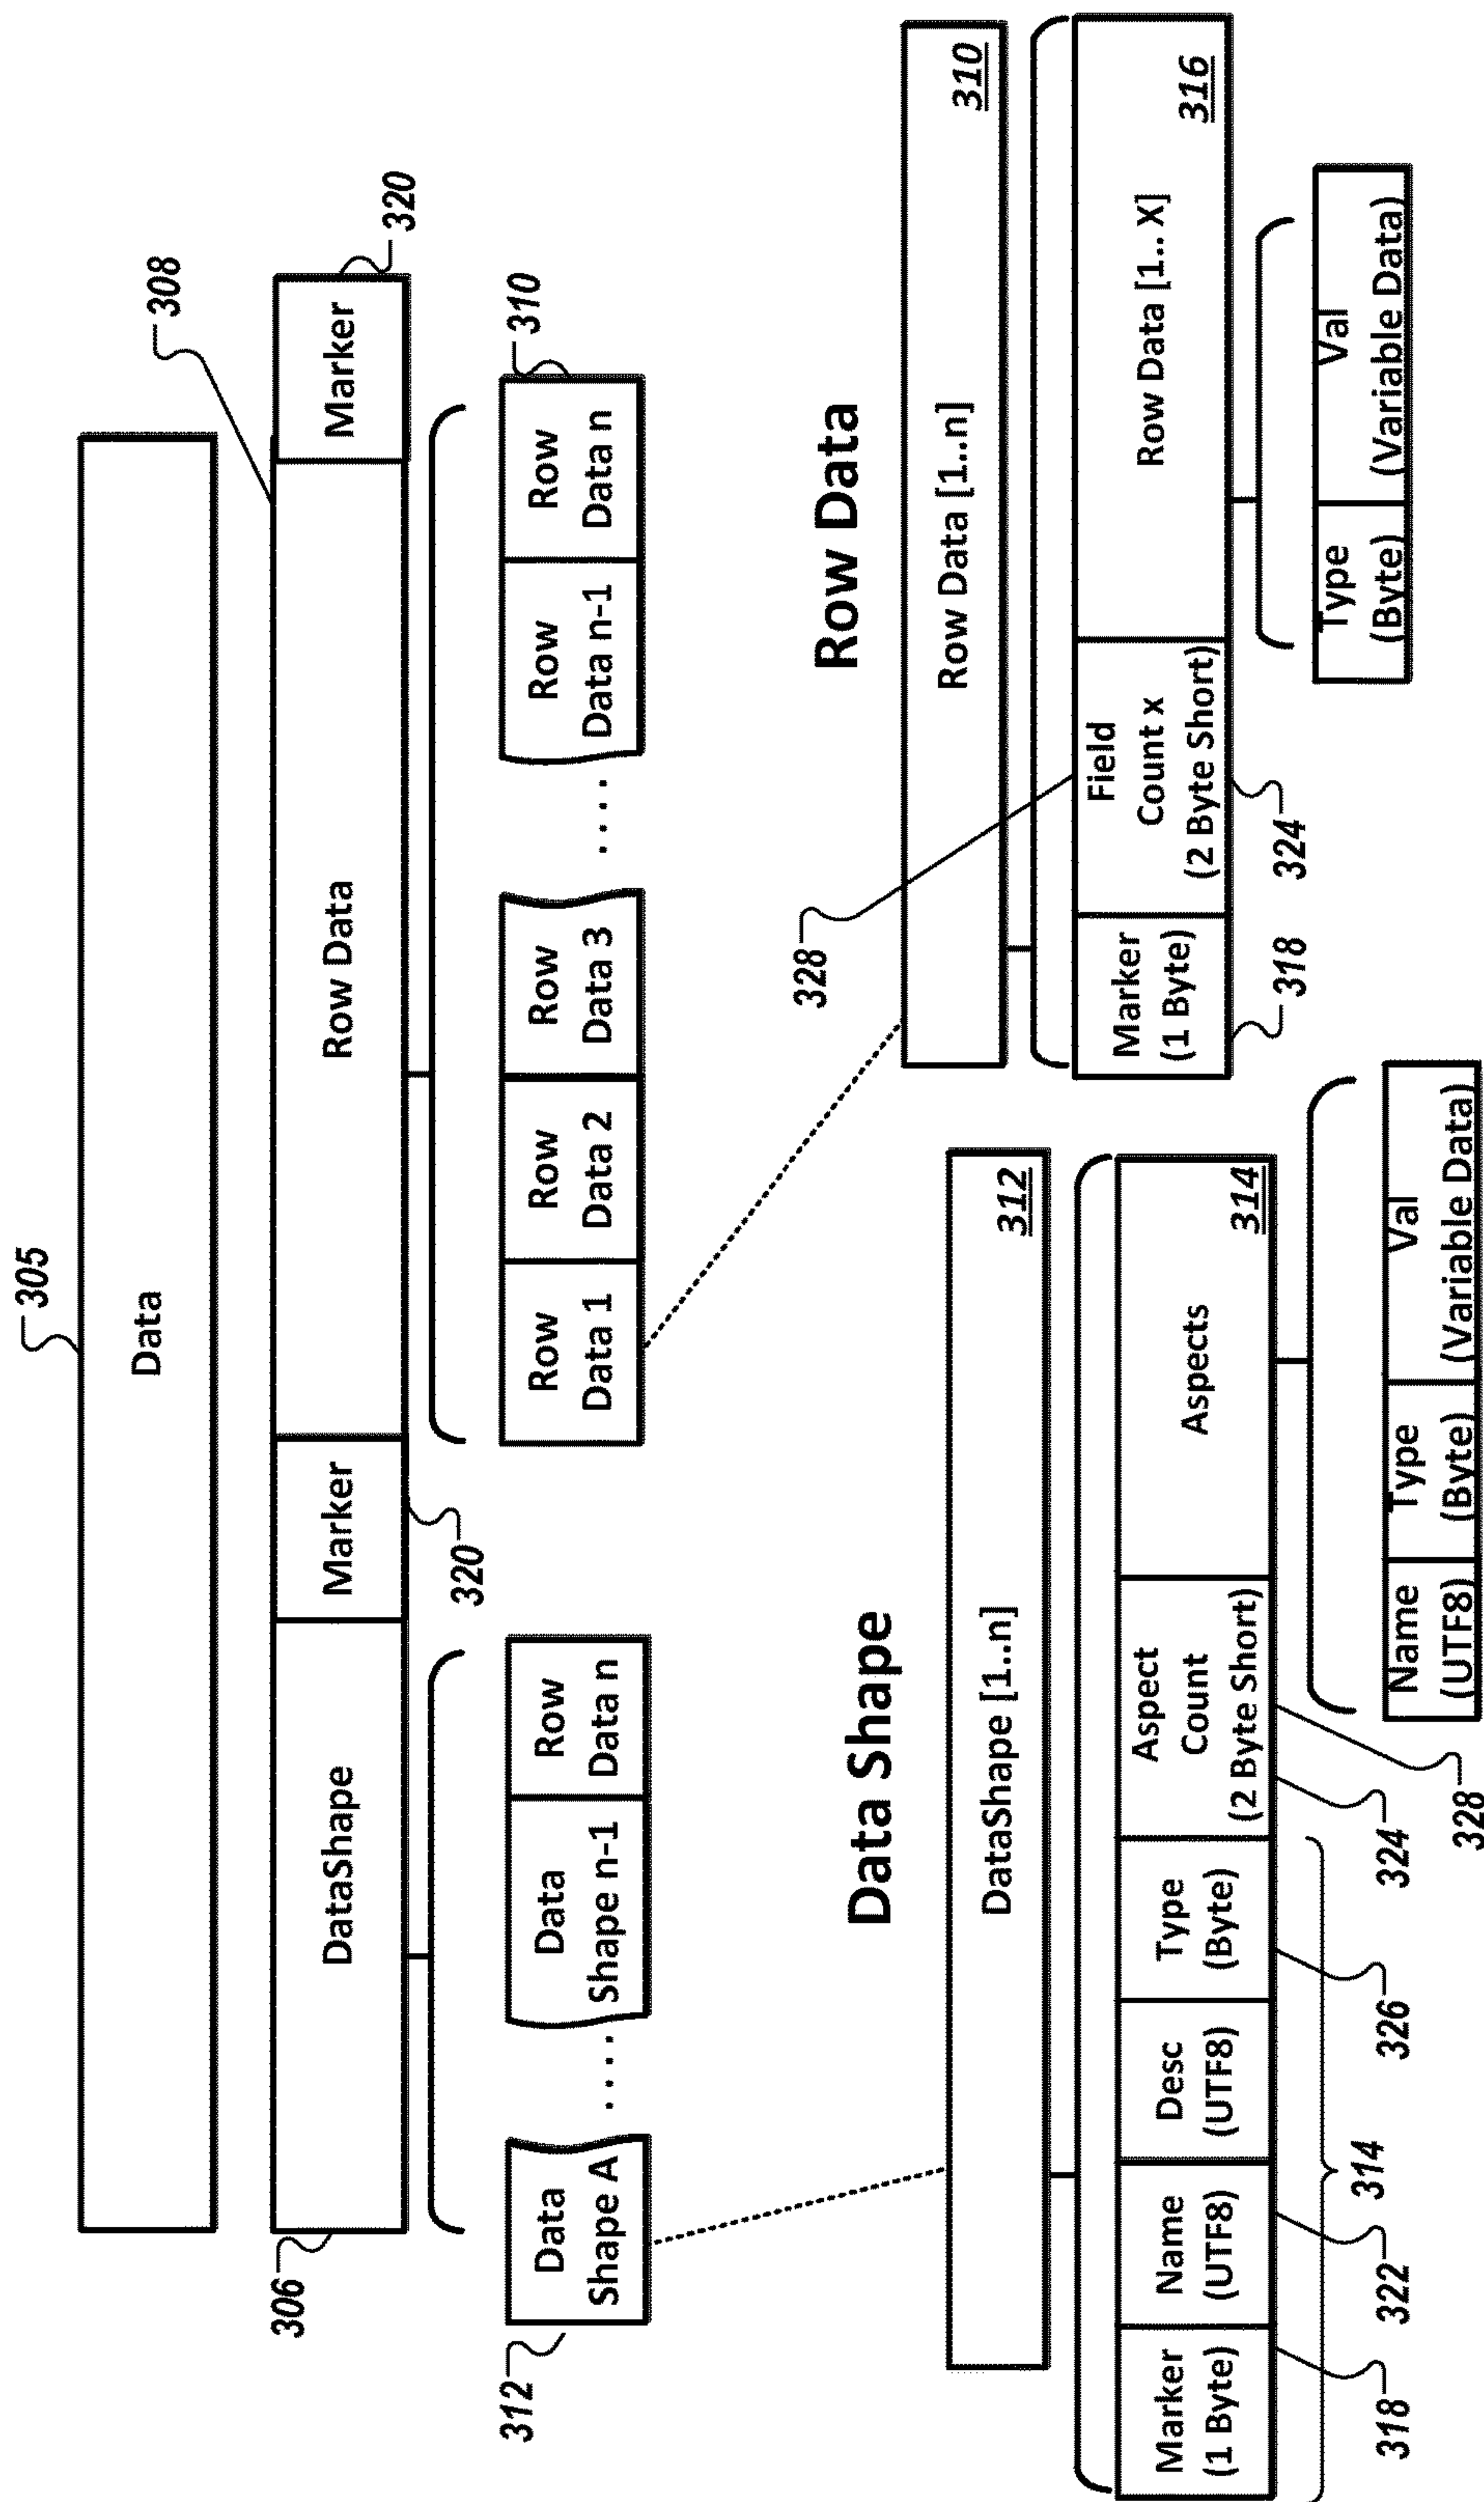 305
Data
308
DataShape
Marker
Row Data
Marker
306
320
320
Data
Shape A
. . . .
Data
Shape n-1
Row
Data n
312
Row
Data 1
Row
Data 2
Row
Data 3
. . . .
Row
Data n-1
Row
Data n
310
Data Shape
DataShape [1..n]
312
Marker
(1 Byte)
Name
(UTF8)
Desc
(UTF8)
Type
(Byte)
Aspect
Count
(2 Byte Short)
Aspects
314
318
322
314
326
324
328
Name
(UTF8)
Type
(Byte)
Val
(Variable Data)
Row Data
328
Row Data [1..n]
310
Marker
(1 Byte)
Field
Count x
(2 Byte Short)
Row Data [1.. X]
316
318
324
Type
(Byte)
Val
(Variable Data)